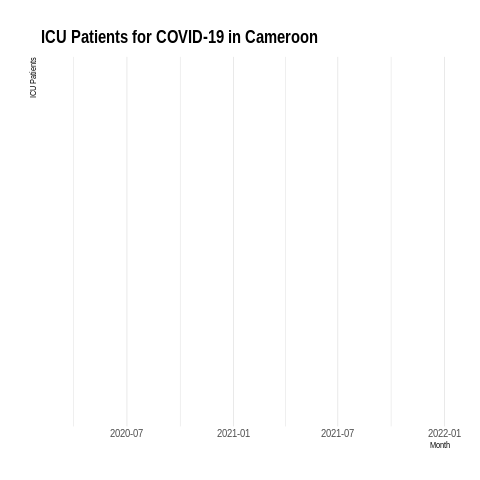 ICU Patients for COVID-19 in Cameroon
ICU Patients
2020-07
2021-01
2021-07
2022-01
Month